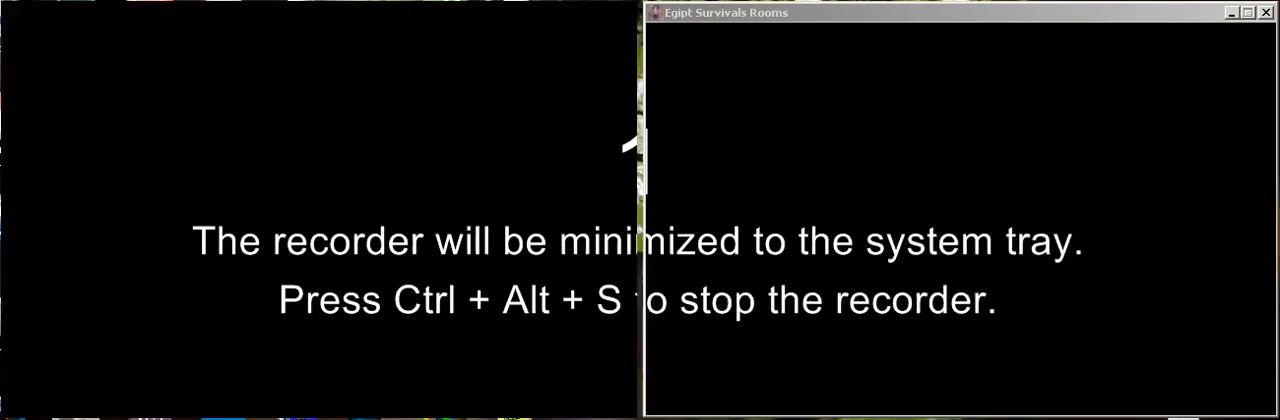 Egipt Survivals Rooms
1
The recorder will be minimized to the system tray.
Press Ctrl + Alt + S to stop the recorder.